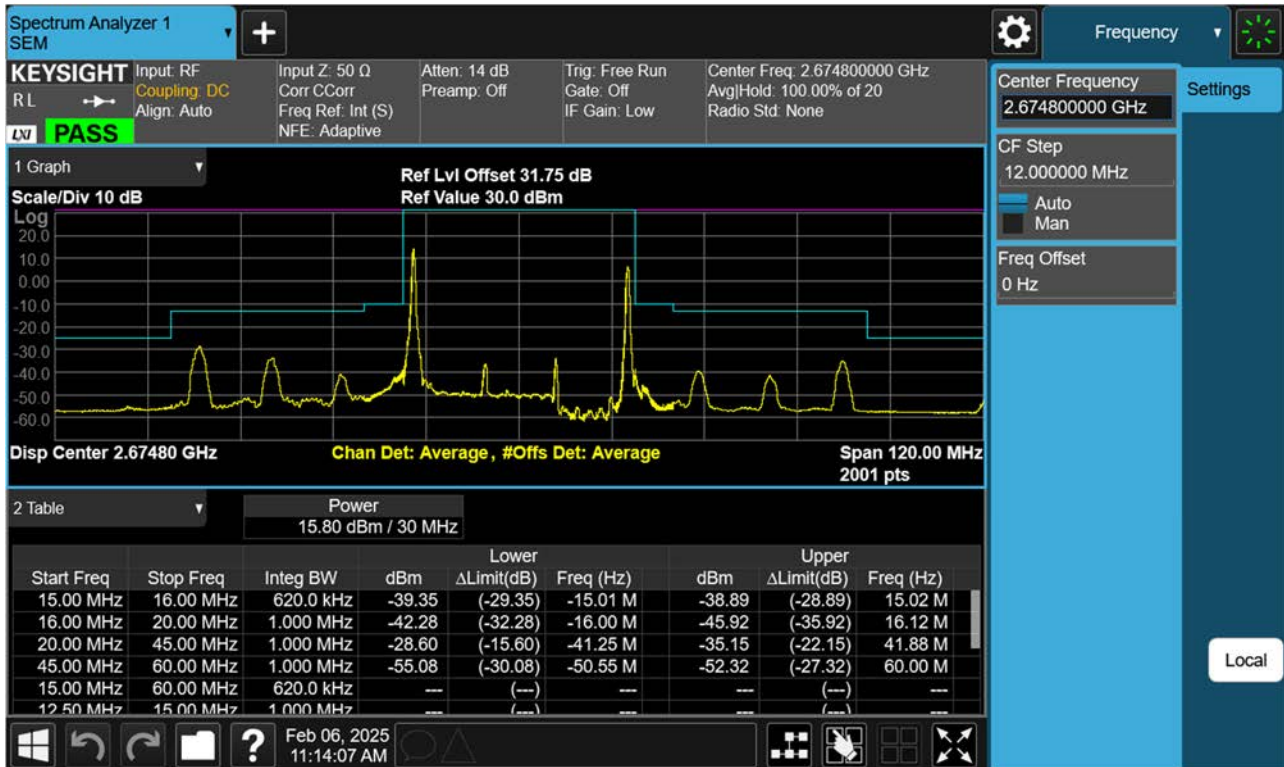 Spectrum Analyzer 1
SEM
+
Frequency
KEYSIGHT
R L
LXI
PASS
Input: RF
Coupling: DC
Align: Auto
Input Z: 50 Ω
Corr CCorr
Freq Ref: Int (S)
NFE: Adaptive
Atten: 14 dB
Preamp: Off
Trig: Free Run
Gate: Off
IF Gain: Low
Center Freq: 2.674800000 GHz
Avg|Hold: 100.00% of 20
Radio Std: None
Center Frequency
2.674800000 GHz
Settings
CF Step
12.000000 MHz
Auto
Man
Freq Offset
0 Hz
Local
1 Graph
Scale/Div 10 dB
Ref Lvl Offset 31.75 dB
Ref Value 30.0 dBm
Log
20.0
10.0
0.00
-10.0
-20.0
-30.0
-40.0
-50.0
-60.0
Disp Center 2.67480 GHz
Chan Det: Average, #Offs Det: Average
Span 120.00 MHz
2001 pts
2 Table
Power
15.80 dBm / 30 MHz
Lower Upper
Start Freq Stop Freq Integ BW dBm ΔLimit(dB) Freq (Hz) dBm ΔLimit(dB) Freq (Hz)
15.00 MHz 16.00 MHz 620.0 kHz -39.35 (-29.35) -15.01 M -38.89 (-28.89) 15.02 M
16.00 MHz 20.00 MHz 1.000 MHz -42.28 (-32.28) -16.00 M -45.92 (-35.92) 16.12 M
20.00 MHz 45.00 MHz 1.000 MHz -28.60 (-15.60) -41.25 M -35.15 (-22.15) 41.88 M
45.00 MHz 60.00 MHz 1.000 MHz -55.08 (-30.08) -50.55 M -52.32 (-27.32) 60.00 M
15.00 MHz 60.00 MHz 620.0 kHz --- (---) --- --- (---) ---
12.50 MHz 15.00 MHz 1.000 MHz --- (---) --- --- (---) ---
?
Feb 06, 2025
11:14:07 AM